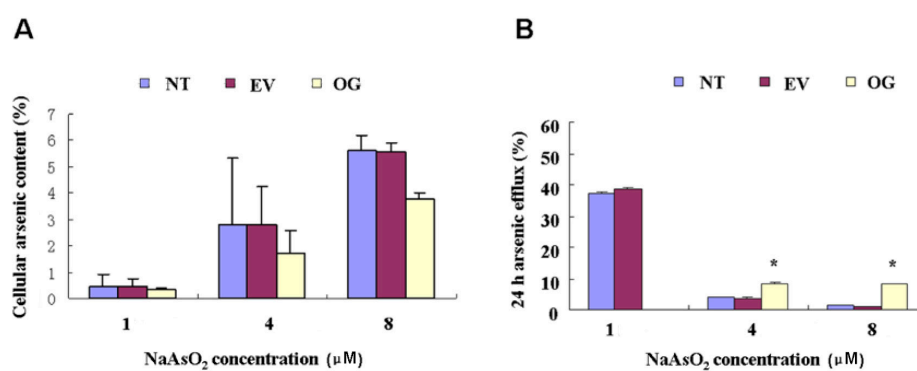 A
B
NT EV OG
NT EV OG
Cellular arsenic content (%)
7
6
5
4
3
2
1
0
1 4 8
NaAsO₂ concentration (μM)
24 h arsenic efflux (%)
60
50
40
30
20
10
0
* *
1 4 8
NaAsO₂ concentration (μM)